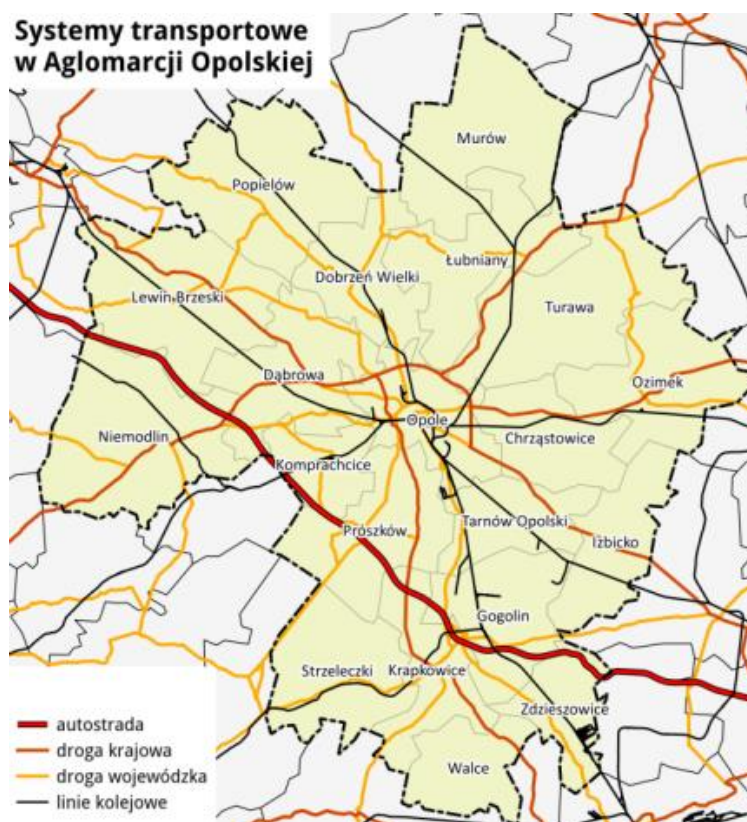 Systemy transportowe
w Aglomarcji Opolskiej
Murów
Popielów
Łubniany
Dobrzeń Wielki
Lewin Brzeski
Turawa
Dąbrowa
Ozimek
Opole
Niemodlin
Chrząstowice
Komprachcice
Tarnów Opolski
Prószków
Izbicko
Gogolin
Strzeleczki
Krapkowice
Zdzieszowice
Walce
autostrada
droga krajowa
droga wojewódzka
linie kolejowe